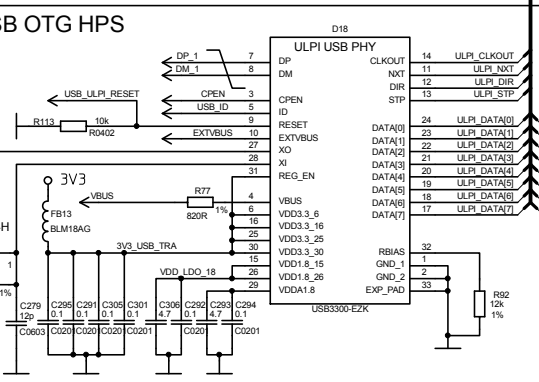 SB OTG HPS
D18
ULPI USB PHY
DP_1 7 DP CLKOUT 14 ULPI_CLKOUT
DM_1 8 DM NXT 11 ULPI_NXT
DIR 12 ULPI_DIR
USB_ULPI_RESET CPEN 3 CPEN STP 13 ULPI_STP
USB_ID 5 ID
R113 10k R0402 9 RESET DATA[0] 24 ULPI_DATA[0]
EXTVBUS 10 EXTVBUS DATA[1] 23 ULPI_DATA[1]
27 XO DATA[2] 22 ULPI_DATA[2]
28 XI DATA[3] 21 ULPI_DATA[3]
31 REG_EN DATA[4] 20 ULPI_DATA[4]
3V3 DATA[5] 19 ULPI_DATA[5]
VBUS R77 820R 1% 4 VBUS DATA[6] 18 ULPI_DATA[6]
6 VDD3.3_6 DATA[7] 17 ULPI_DATA[7]
FB13 16 VDD3.3_16
BLM18AG 25 VDD3.3_25
3V3_USB_TRA 30 VDD3.3_30 RBIAS 32
15 VDD1.8_15 GND_1 1
VDD_LDO_18 26 VDD1.8_26 GND_2 2
29 VDDA1.8 EXP_PAD 33
USB3300-EZK
R92
12k
1%
H
1
1%
C279 C295 C291 C305 C301 C306 C292 C293 C294
12p 0.1 0.1 0.1 0.1 4.7 0.1 4.7 0.1
C0603 C0201 C0201 C0201 C0201 C0201